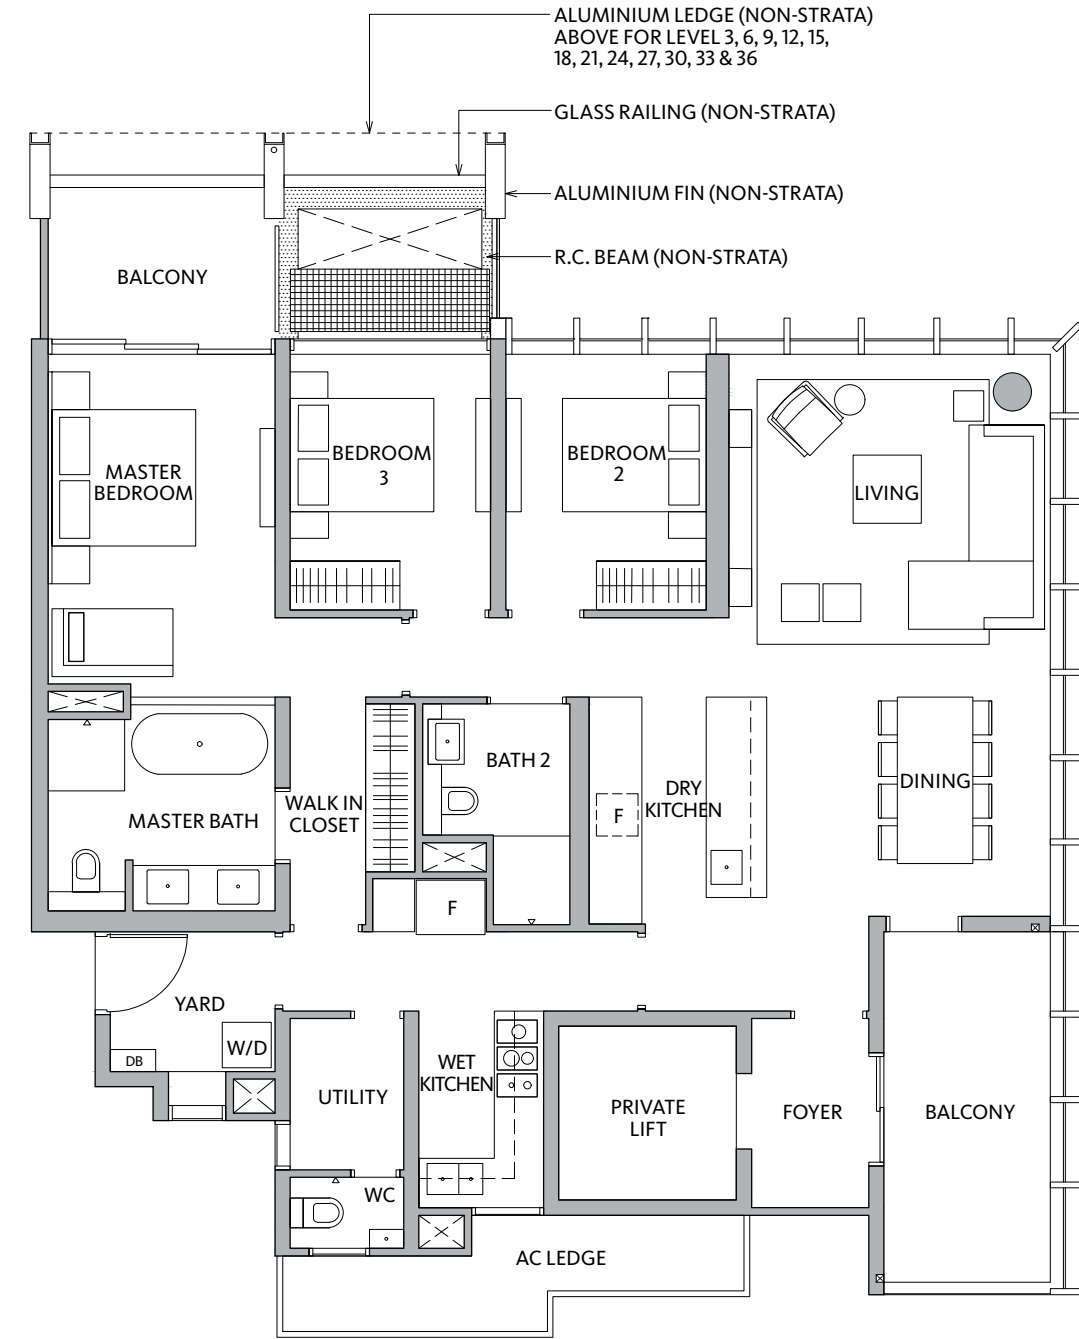 ALUMINIUM LEDGE (NON-STRATA)
ABOVE FOR LEVEL 3, 6, 9, 12, 15,
18, 21, 24, 27, 30, 33 & 36
GLASS RAILING (NON-STRATA)
ALUMINIUM FIN (NON-STRATA)
R.C. BEAM (NON-STRATA)
BALCONY
MASTER
BEDROOM
BEDROOM
3
BEDROOM
2
LIVING
MASTER BATH
WALK IN
CLOSET
BATH 2
F
DRY
KITCHEN
DINING
F
YARD
W/D
DB
UTILITY
WET
KITCHEN
PRIVATE
LIFT
FOYER
BALCONY
WC
AC LEDGE